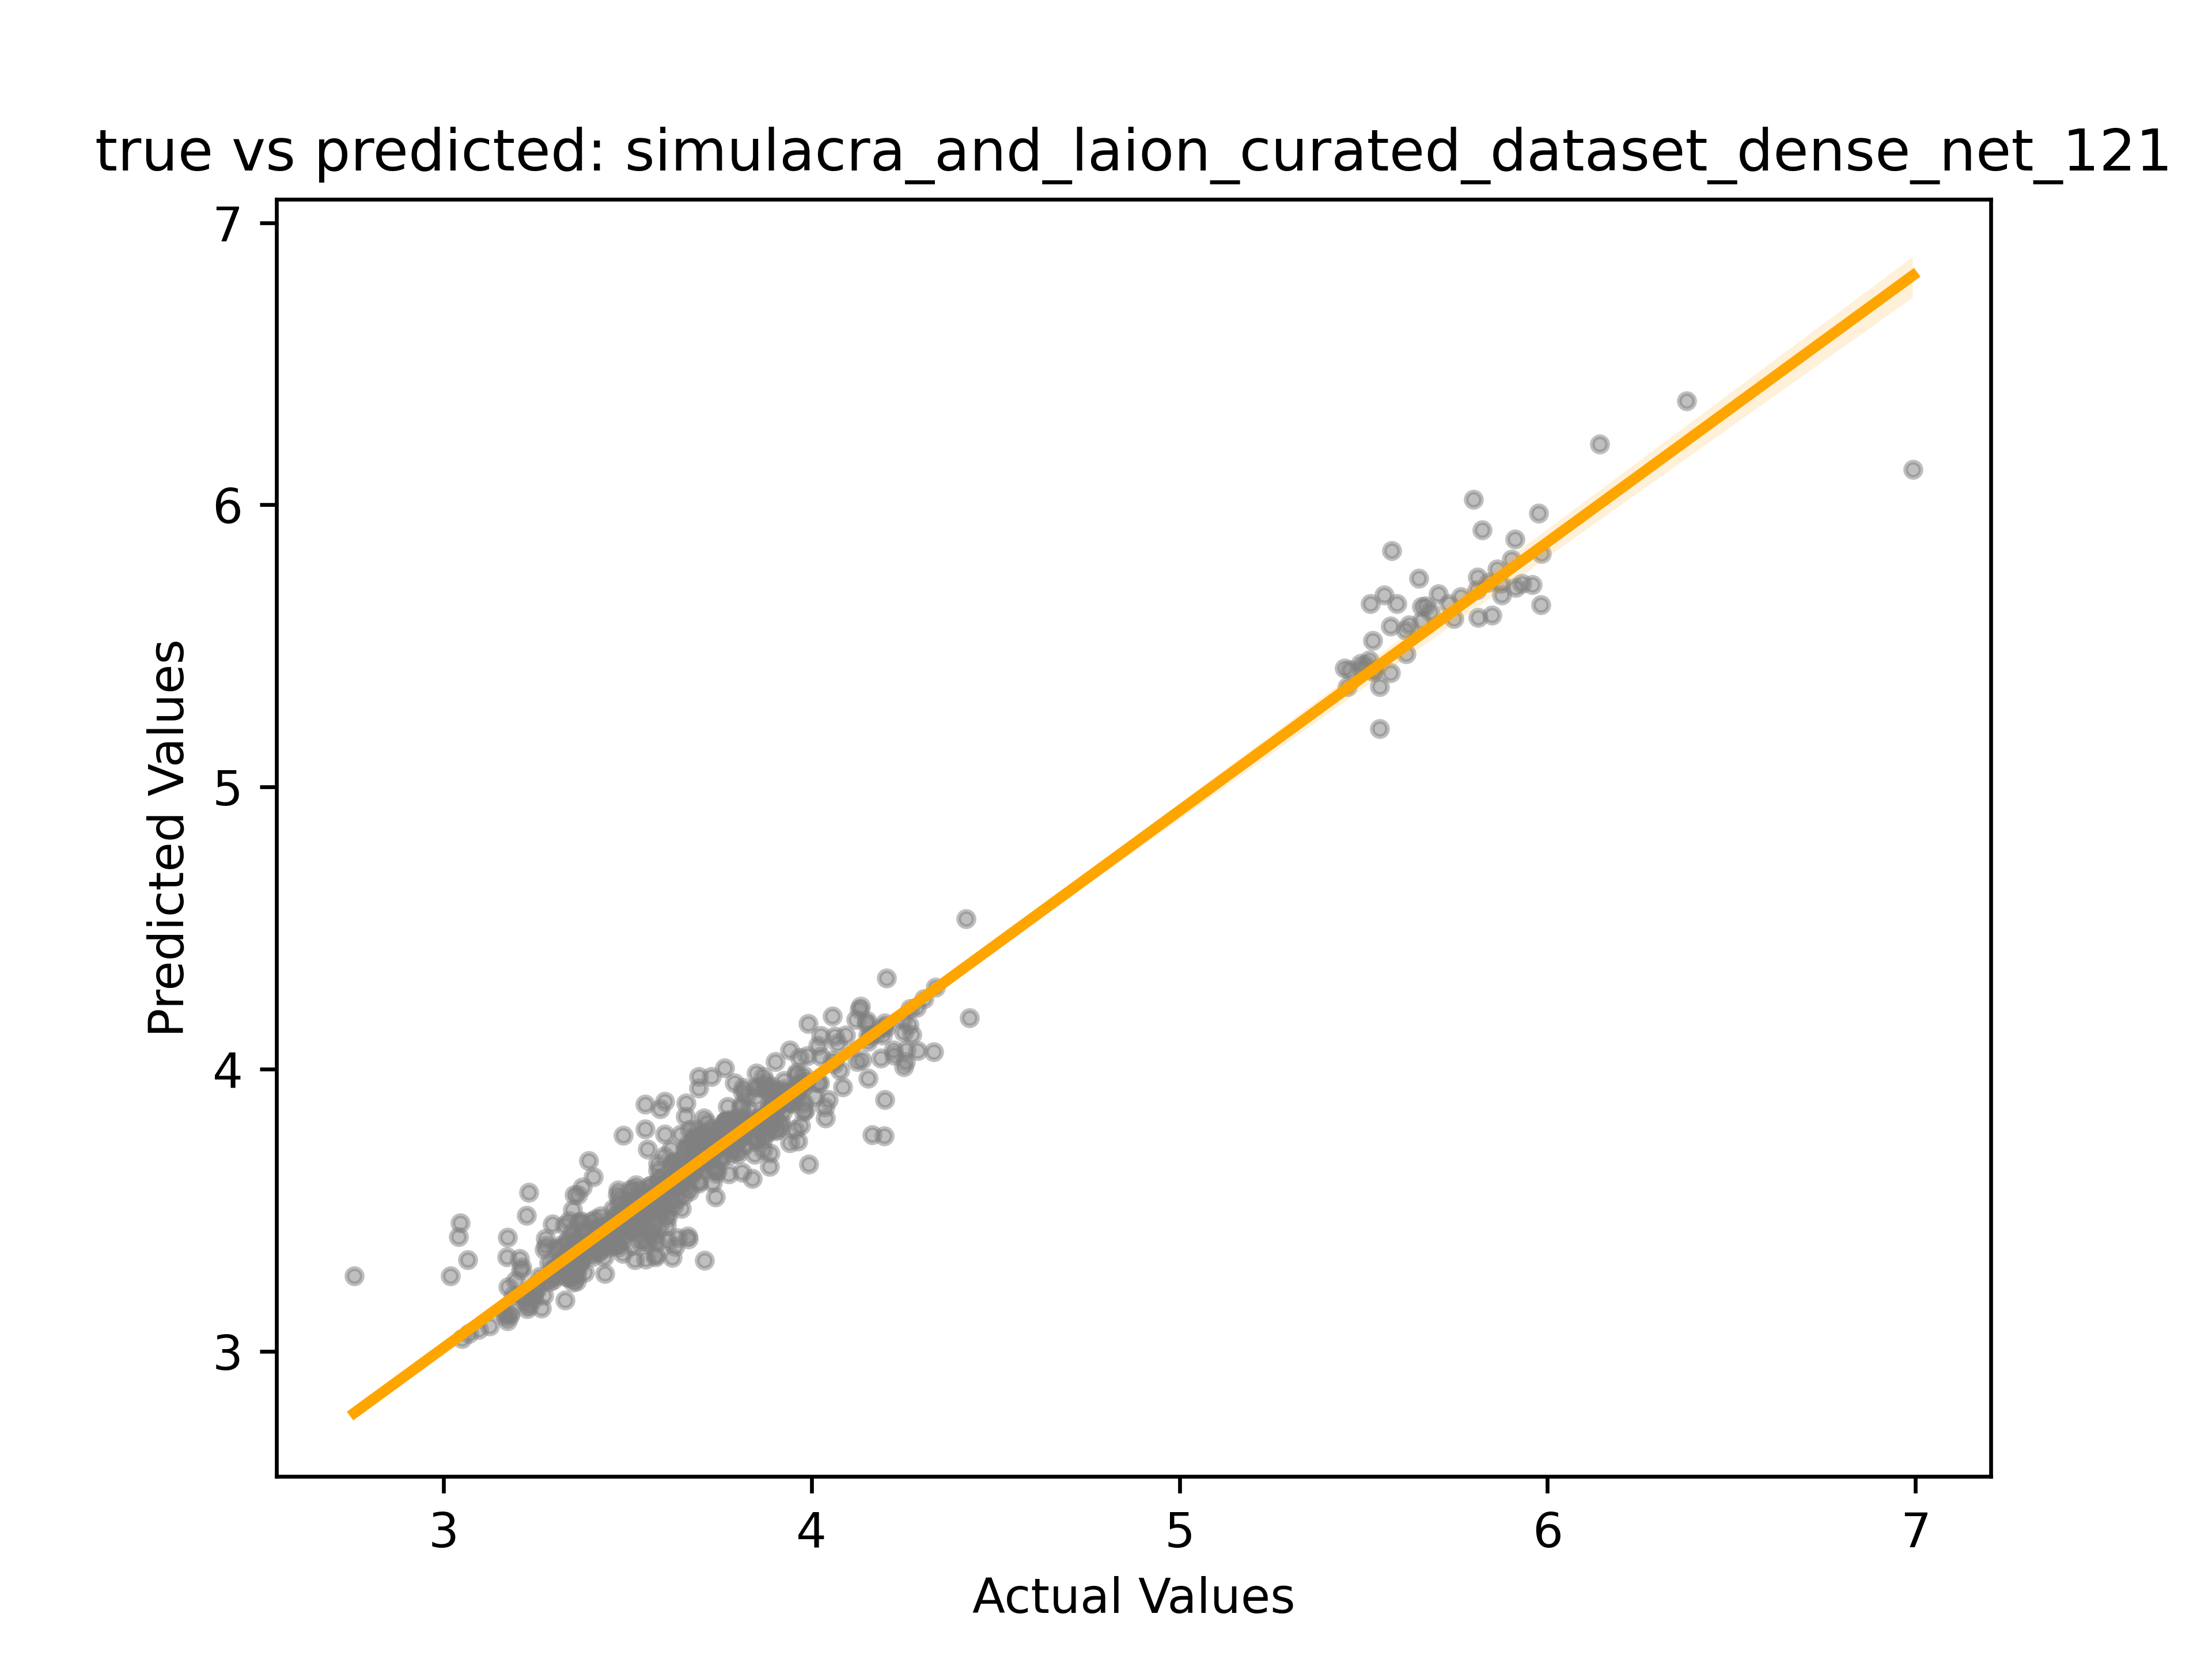 true vs predicted: simulacra_and_laion_curated_dataset_dense_net_121
7
6
5
4
3
Predicted Values
3 4 5 6 7
Actual Values